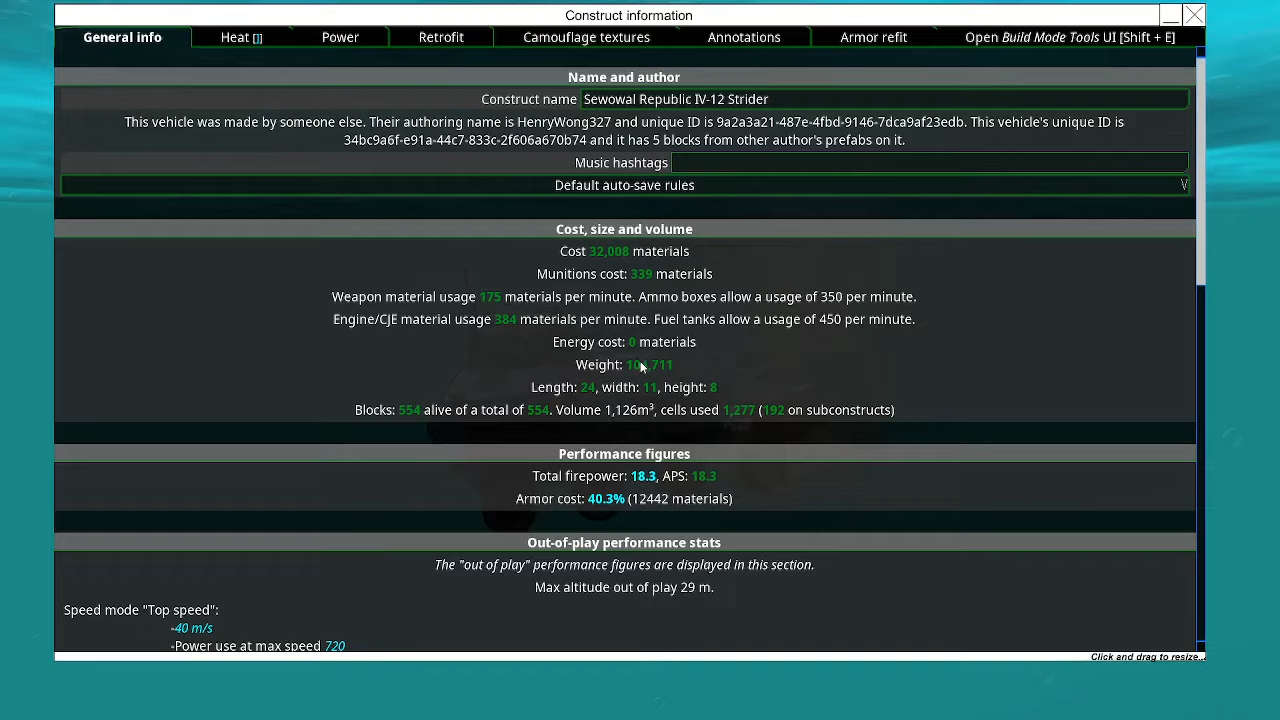 Construct information
General info
Heat []
Power
Retrofit
Camouflage textures
Annotations
Armor refit
Open Build Mode Tools UI [Shift + E]
Name and author
Construct name Sewowal Republic IV-12 Strider
This vehicle was made by someone else. Their authoring name is HenryWong327 and unique ID is 9a2a3a21-487e-4fbd-9146-7dca9af23edb. This vehicle's unique ID is
34bc9a6f-e91a-44c7-833c-2f606a670b74 and it has 5 blocks from other author's prefabs on it.
Music hashtags
Default auto-save rules
Cost, size and volume
Cost 32,008 materials
Munitions cost: 339 materials
Weapon material usage 175 materials per minute. Ammo boxes allow a usage of 350 per minute.
Engine/CJE material usage 384 materials per minute. Fuel tanks allow a usage of 450 per minute.
Energy cost: 0 materials
Weight:
Length: 24, width: 11, height: 8
Blocks: 554 alive of a total of 554. Volume 1,126m³, cells used 1,277 (192 on subconstructs)
Performance figures
Total firepower: 18.3, APS: 18.3
Armor cost: 40.3% (12442 materials)
Out-of-play performance stats
The "out of play" performance figures are displayed in this section.
Max altitude out of play 29 m.
Speed mode "Top speed":
-40 m/s
-Power use at max speed 720
Click and drag to resize...